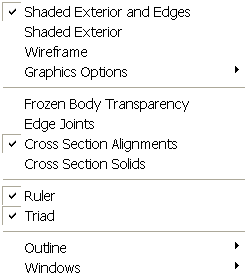 Shaded Exterior and Edges
Shaded Exterior
Wireframe
Graphics Options
Frozen Body Transparency
Edge Joints
Cross Section Alignments
Cross Section Solids
Ruler
Triad
Outline
Windows